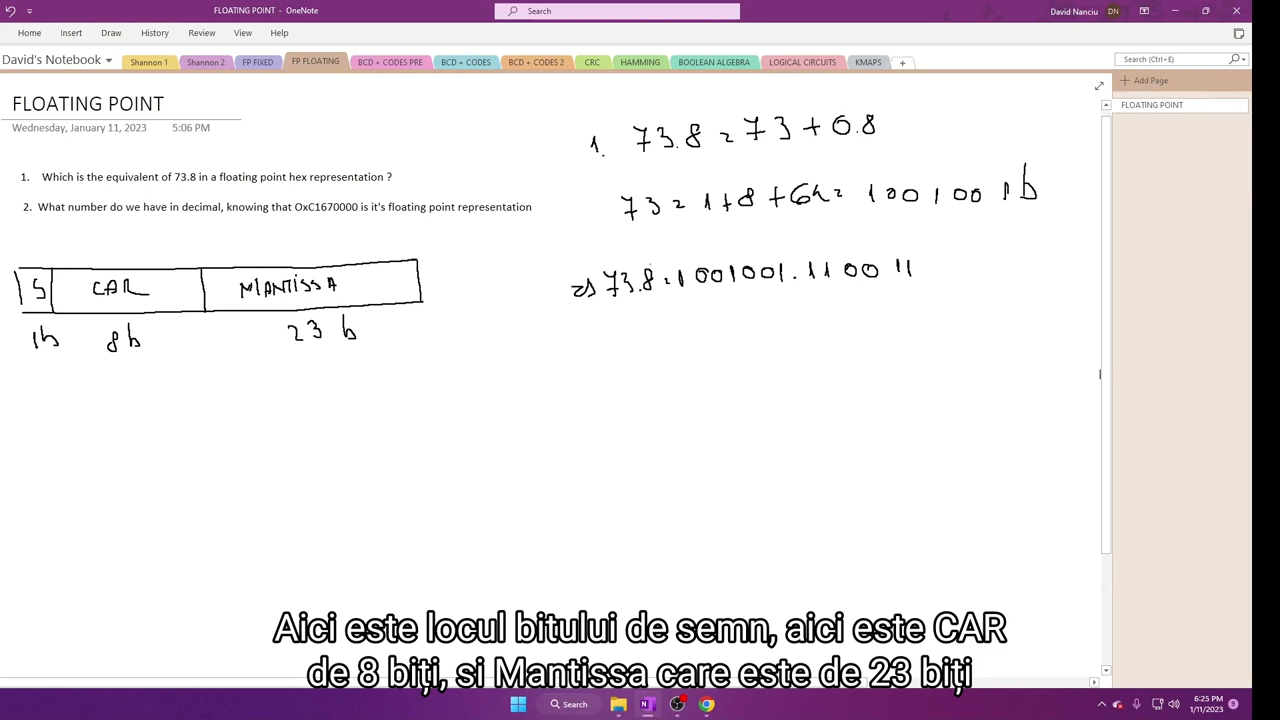 FLOATING POINT - OneNote
Search
David Nanciu DN
Home Insert Draw History Review View Help
David's Notebook Shannon 1 Shannon 2 FP FIXED FP FLOATING BCD + CODES PRE BCD + CODES BCD + CODES 2 CRC HAMMING BOOLEAN ALGEBRA LOGICAL CIRCUITS KMAPS
Search (Ctrl+E)
Add Page
FLOATING POINT
FLOATING POINT
Wednesday, January 11, 2023 5:06 PM
1. Which is the equivalent of 73.8 in a floating point hex representation ?
2. What number do we have in decimal, knowing that OxC1670000 is it's floating point representation
S CAR MANTISSA
1b 8b 23 b
1. 73.8 = 73 + 0.8
73 = 1+8+64 = 1001001 b
=> 73.8 = 1001001.110011
Aici este locul bitului de semn, aici este CAR
de 8 biți, si Mantissa care este de 23 biți
Search
6:25 PM
1/11/2023